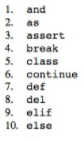 1. and
2. as
3. assert
4. break
5. class
6. continue
7. def
8. del
9. elif
10. else